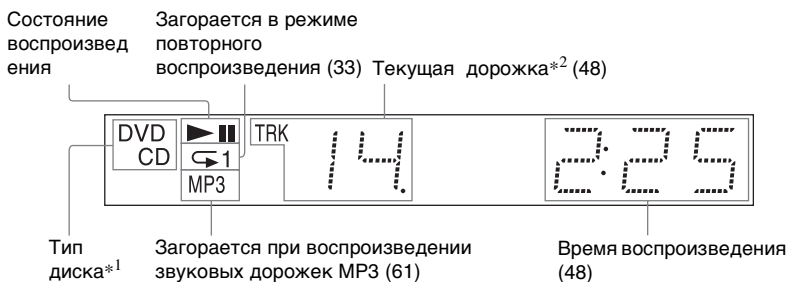 Состояние
воспроизвед
ения
Загорается в режиме
повторного
воспроизведения (33)
Текущая дорожка*2 (48)
DVD
CD
1
MP3
TRK
14.
2:25
Тип
диска*1
Загорается при воспроизведении
звуковых дорожек MP3 (61)
Время воспроизведения
(48)